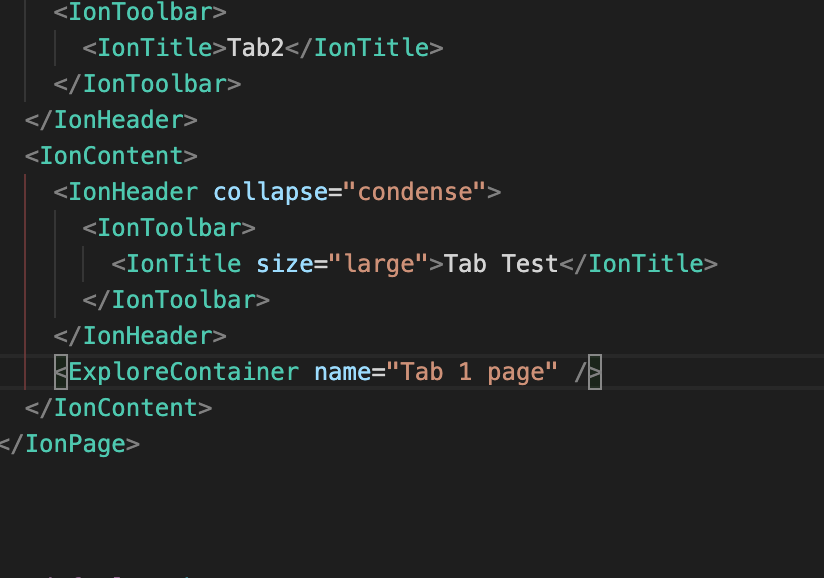 <IonToolbar>
<IonTitle>Tab2</IonTitle>
</IonToolbar>
</IonHeader>
<IonContent>
<IonHeader collapse="condense">
<IonToolbar>
<IonTitle size="large">Tab Test</IonTitle>
</IonToolbar>
</IonHeader>
<ExploreContainer name="Tab 1 page" />
</IonContent>
</IonPage>